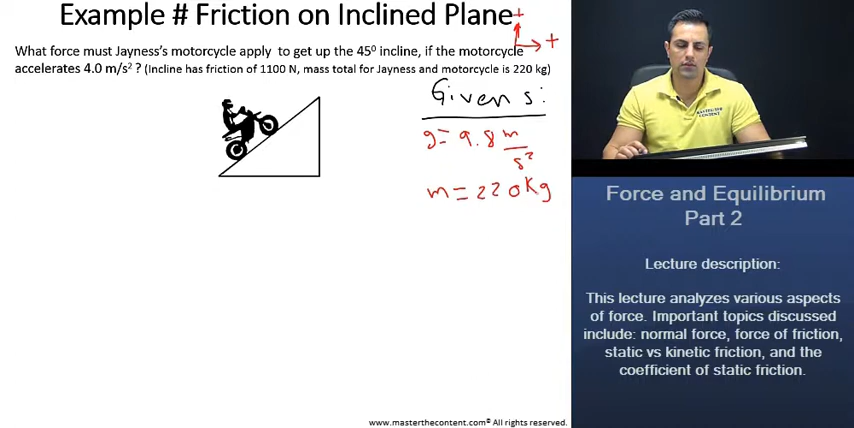 Example # Friction on Inclined Plane
+
+
What force must Jayness's motorcycle apply to get up the 45⁰ incline, if the motorcycle
accelerates 4.0 m/s² ? (Incline has friction of 1100 N, mass total for Jayness and motorcycle is 220 kg)
Givens:
g= 9.8 m/s²
m=220Kg
MASTER THE
CONTENT
Force and Equilibrium
Part 2
Lecture description:
This lecture analyzes various aspects
of force. Important topics discussed
include: normal force, force of friction,
static vs kinetic friction, and the
coefficient of static friction.
www.masterthecontent.com© All rights reserved.